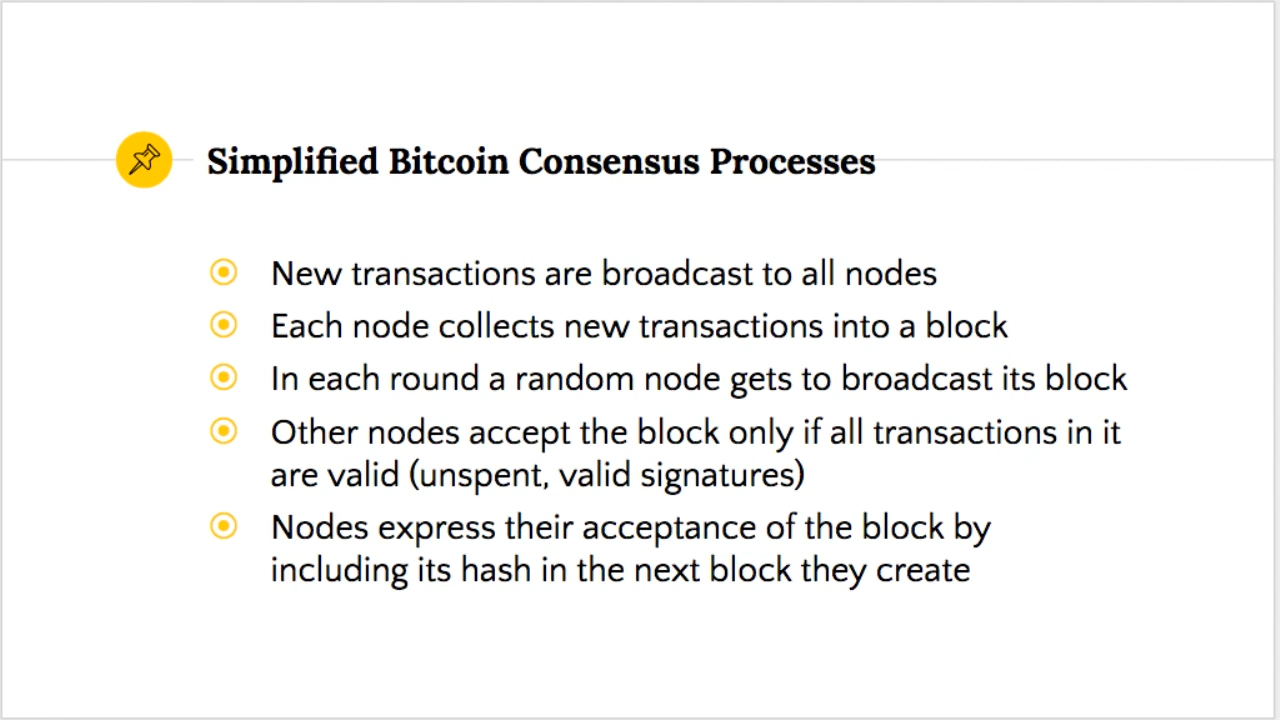 Simplified Bitcoin Consensus Processes
New transactions are broadcast to all nodes
Each node collects new transactions into a block
In each round a random node gets to broadcast its block
Other nodes accept the block only if all transactions in it
are valid (unspent, valid signatures)
Nodes express their acceptance of the block by
including its hash in the next block they create